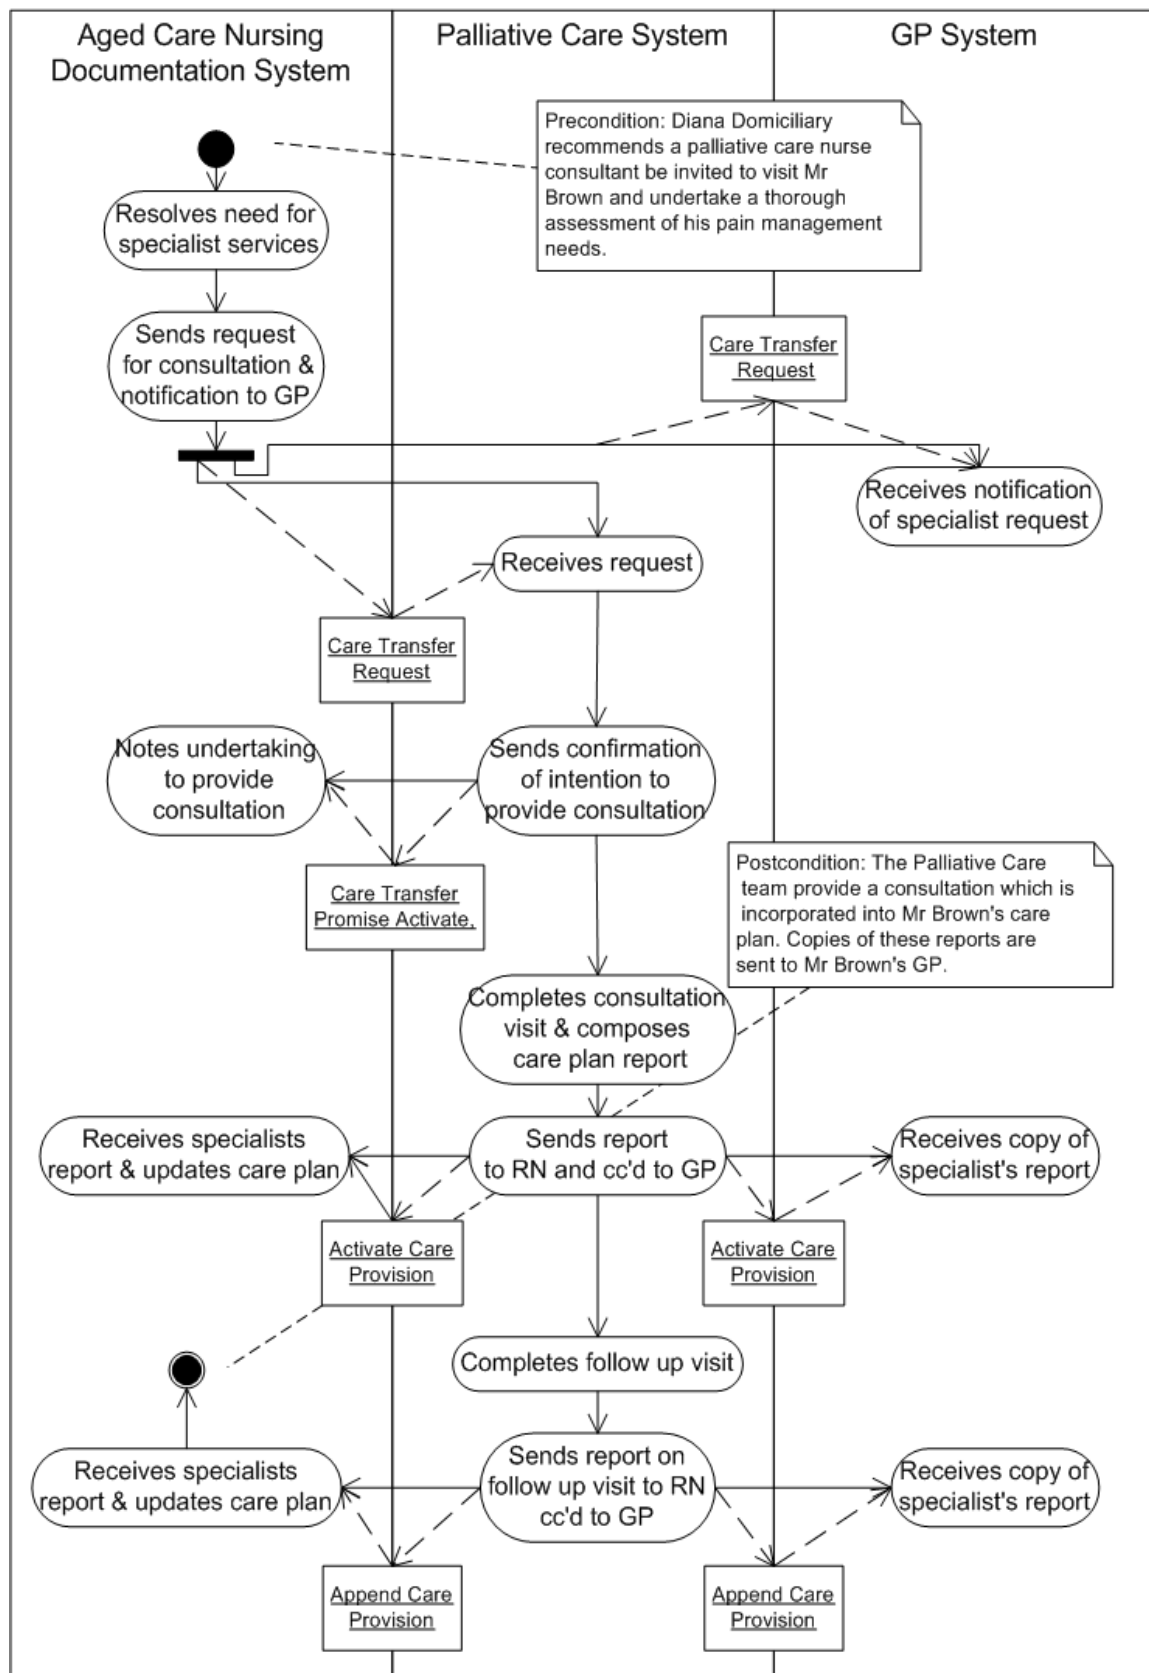 Aged Care Nursing
Documentation System
Palliative Care System
GP System
Precondition: Diana Domiciliary
recommends a palliative care nurse
consultant be invited to visit Mr
Brown and undertake a thorough
assessment of his pain management
needs.
Resolves need for
specialist services
Sends request
for consultation &
notification to GP
Care Transfer
Request
Receives notification
of specialist request
Receives request
Care Transfer
Request
Notes undertaking
to provide
consultation
Sends confirmation
of intention to
provide consultation
Care Transfer
Promise Activate,
Postcondition: The Palliative Care
team provide a consultation which is
incorporated into Mr Brown's care
plan. Copies of these reports are
sent to Mr Brown's GP.
Completes consultation
visit & composes
care plan report
Receives specialists
report & updates care plan
Sends report
to RN and cc'd to GP
Receives copy of
specialist's report
Activate Care
Provision
Activate Care
Provision
Completes follow up visit
Receives specialists
report & updates care plan
Sends report on
follow up visit to RN
cc'd to GP
Receives copy of
specialist's report
Append Care
Provision
Append Care
Provision